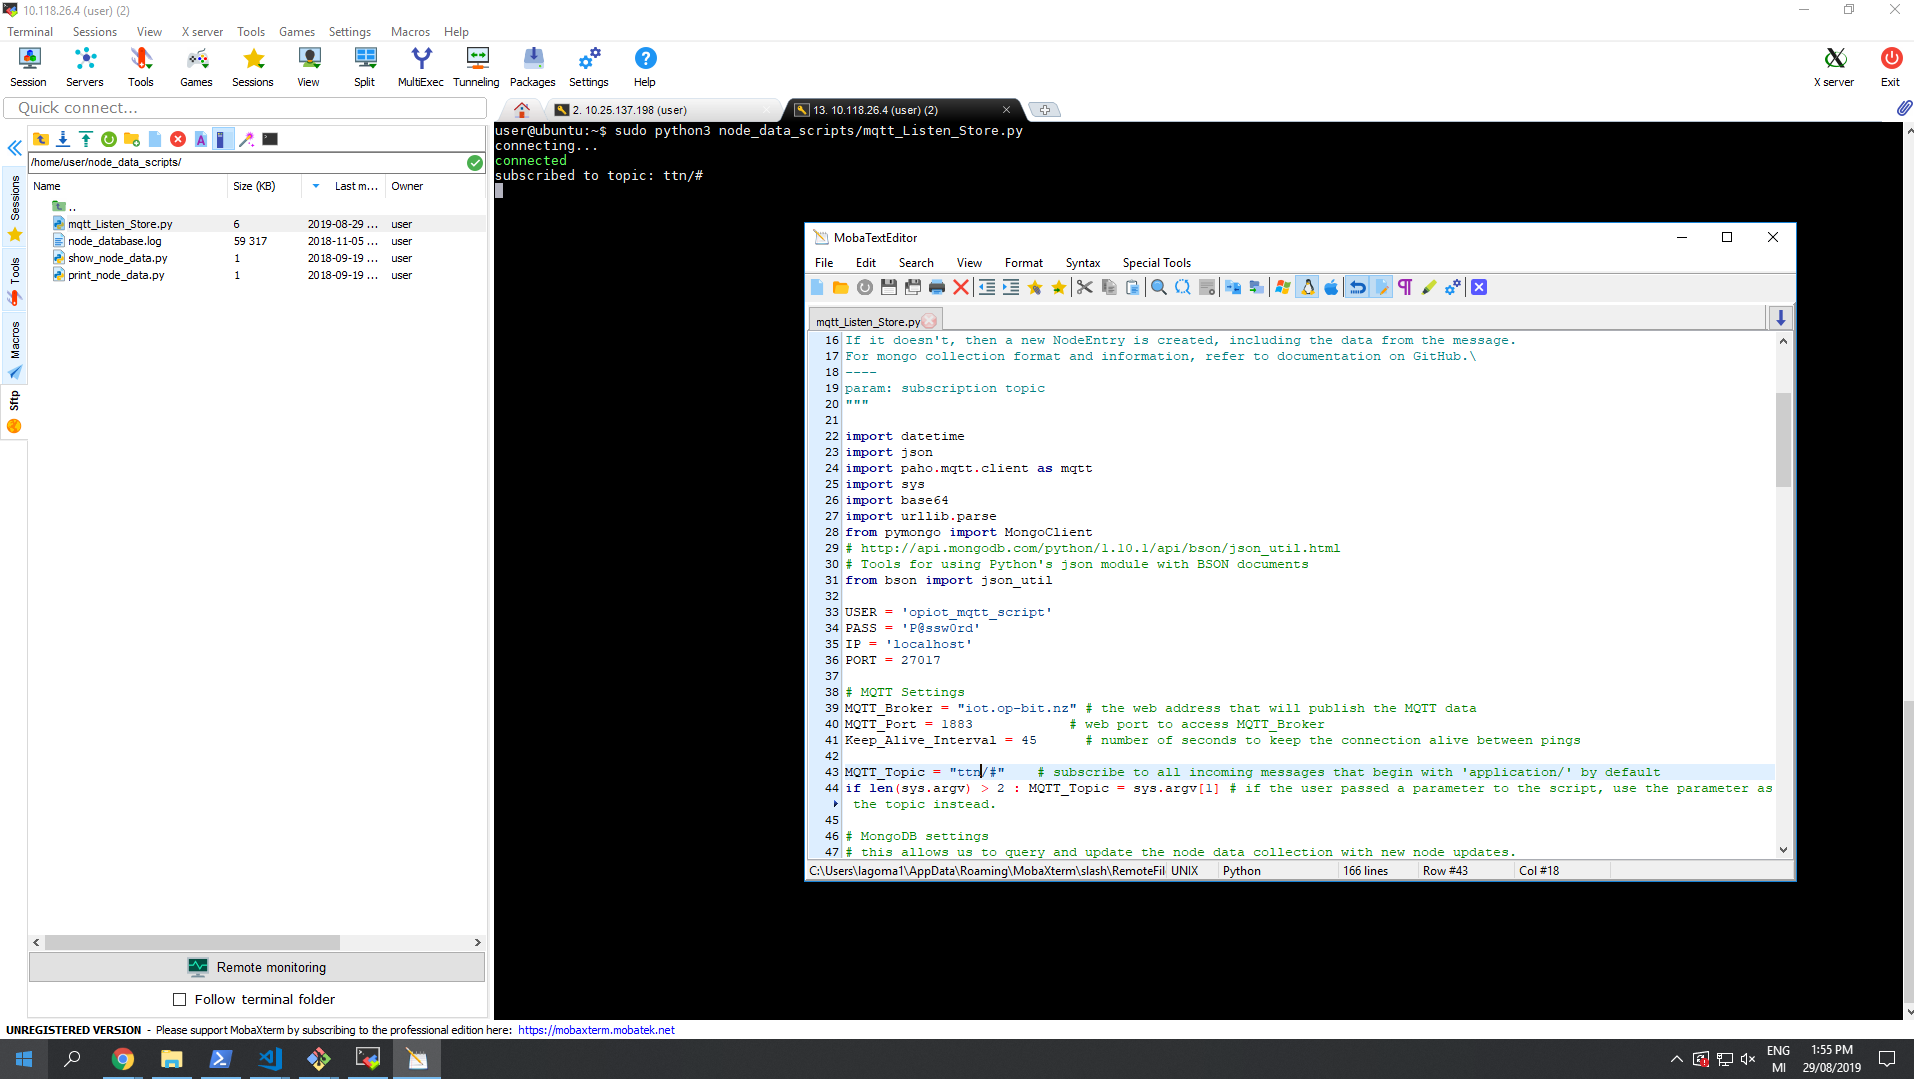 10.118.26.4 (user) (2)
Terminal Sessions View X server Tools Games Settings Macros Help
Session Servers Tools Games Sessions View Split MultiExec Tunneling Packages Settings Help X server Exit
Quick connect...
2. 10.25.137.198 (user)
13. 10.118.26.4 (user) (2)
Sessions
Tools
Macros
Sftp
/home/user/node_data_scripts/
Name Size (KB) Last m... Owner
..
mqtt_Listen_Store.py 6 2019-08-29 ... user
node_database.log 59 317 2018-11-05 ... user
show_node_data.py 1 2018-09-19 ... user
print_node_data.py 1 2018-09-19 ... user
Remote monitoring
Follow terminal folder
user@ubuntu:~$ sudo python3 node_data_scripts/mqtt_Listen_Store.py
connecting...
connected
subscribed to topic: ttn/#
MobaTextEditor
File Edit Search View Format Syntax Special Tools
mqtt_Listen_Store.py
16 If it doesn't, then a new NodeEntry is created, including the data from the message.
17 For mongo collection format and information, refer to documentation on GitHub.\
18 ----
19 param: subscription topic
20 """
21
22 import datetime
23 import json
24 import paho.mqtt.client as mqtt
25 import sys
26 import base64
27 import urllib.parse
28 from pymongo import MongoClient
29 # http://api.mongodb.com/python/1.10.1/api/bson/json_util.html
30 # Tools for using Python's json module with BSON documents
31 from bson import json_util
32
33 USER = 'opiot_mqtt_script'
34 PASS = 'P@ssw0rd'
35 IP = 'localhost'
36 PORT = 27017
37
38 # MQTT Settings
39 MQTT_Broker = "iot.op-bit.nz" # the web address that will publish the MQTT data
40 MQTT_Port = 1883 # web port to access MQTT_Broker
41 Keep_Alive_Interval = 45 # number of seconds to keep the connection alive between pings
42
43 MQTT_Topic = "ttn/#" # subscribe to all incoming messages that begin with 'application/' by default
44 if len(sys.argv) > 2 : MQTT_Topic = sys.argv[1] # if the user passed a parameter to the script, use the parameter as
the topic instead.
45
46 # MongoDB settings
47 # this allows us to query and update the node data collection with new node updates.
C:\Users\lagoma1\AppData\Roaming\MobaXterm\slash\RemoteFil UNIX Python 166 lines Row #43 Col #18
UNREGISTERED VERSION - Please support MobaXterm by subscribing to the professional edition here: https://mobaxterm.mobatek.net
ENG
MI
1:55 PM
29/08/2019